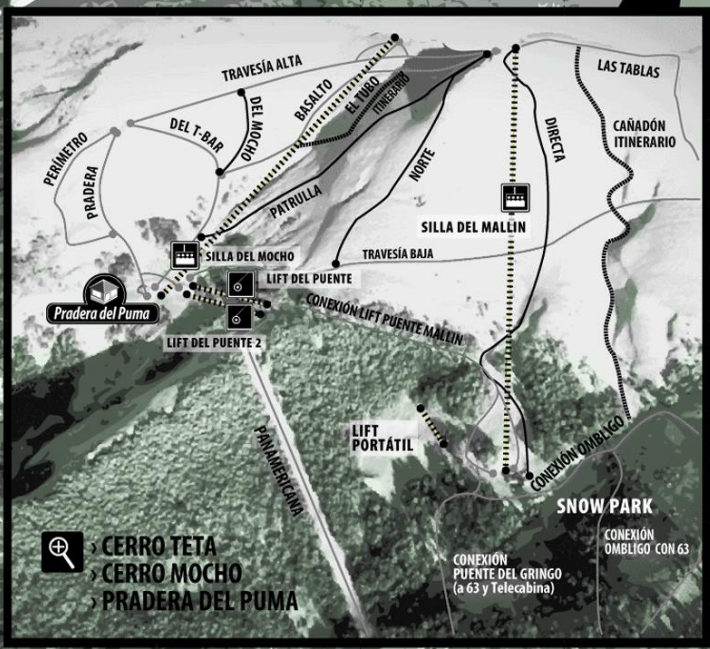 TRAVESÍA ALTA
BASALTO
EL TUBO
ITINERARIO
LAS TABLAS
PERÍMETRO
DEL T-BAR
DEL MOCHO
DIRECTA
CAÑADÓN
ITINERARIO
PRADERA
PATRULLA
NORTE
SILLA DEL MALLIN
SILLA DEL MOCHO
TRAVESÍA BAJA
LIFT DEL PUENTE
Pradera del Puma
CONEXIÓN LIFT PUENTE MALLIN
LIFT DEL PUENTE 2
PANAMERICANA
LIFT
PORTÁTIL
CONEXIÓN OMBLIGO
SNOW PARK
CONEXIÓN
OMBLIGO CON 63
CONEXIÓN
PUENTE DEL GRINGO
(a 63 y Telecabina)
› CERRO TETA
› CERRO MOCHO
› PRADERA DEL PUMA